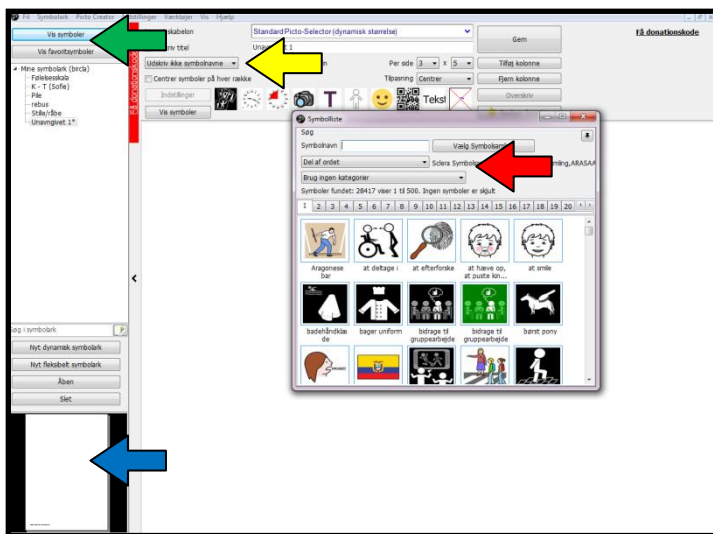 Fil Symbolark Picto Creator Indstillinger Værktøjer Vis Hjælp
Vis symboler
Vis favoritsymboler
Mine symbolark (brcla)
Følelsesskala
K - T (Sofie)
Pile
rebus
Stille/råbe
Unavngivet 1*
Søg i symbolark
Nyt dynamisk symbolark
Nyt fleksibelt symbolark
Åben
Slet
Få donationskode
Standard Picto-Selector (dynamisk størrelse)
titel
Unavngivet 1
Udskriv ikke symbolnavne
Per side 3 x 5
Centrer symboler på hver række
Tilpasning Centrer
Indstillinger
Vis symboler
T
Tekst
Gem
Tilføj kolonne
Fjern kolonne
Overskriv
Få donationskode
Symbolliste
Søg
Symbolnavn
Del af ordet
Brug ingen kategorier
Symboler fundet: 28417 viser 1 til 500. Ingen symboler er skjult
1 2 3 4 5 6 7 8 9 10 11 12 13 14 15 16 17 18 19 20
Aragonese bar
at deltage i
at efterforske
at hæve op, at puste kin...
at smile
badehåndklæde
bager uniform
bidrage til gruppearbejde
bidrage til gruppearbejde
børst pony